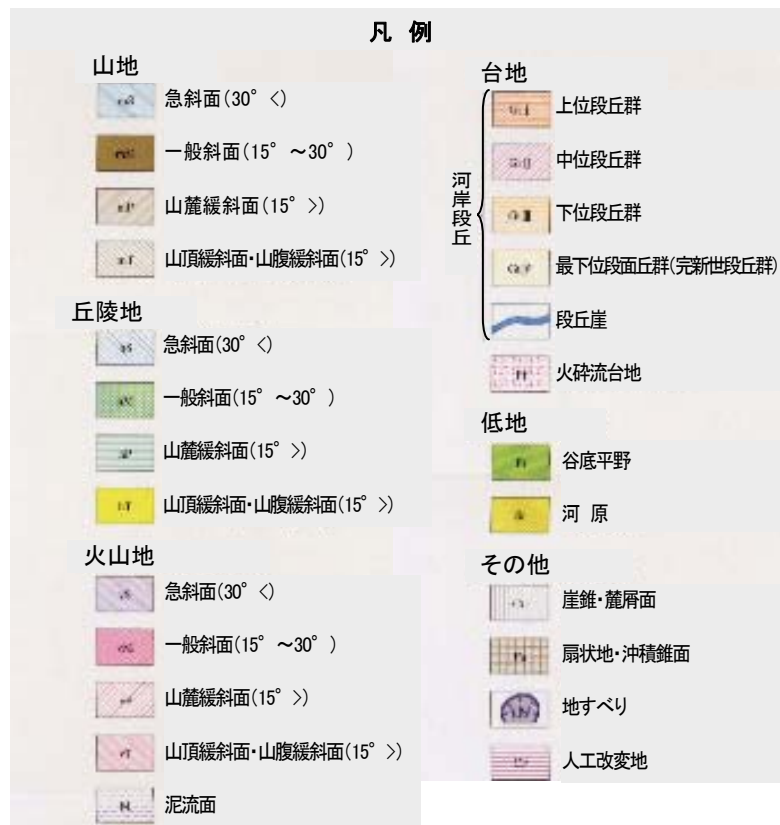 凡 例
山地
急斜面(30° <)
一般斜面(15° ～30° )
山麓緩斜面(15° >)
山頂緩斜面・山腹緩斜面(15° >)
丘陵地
急斜面(30° <)
一般斜面(15° ～30° )
山麓緩斜面(15° >)
山頂緩斜面・山腹緩斜面(15° >)
火山地
急斜面(30° <)
一般斜面(15° ～30° )
山麓緩斜面(15° >)
山頂緩斜面・山腹緩斜面(15° >)
泥流面
台地
河岸段丘
上位段丘群
中位段丘群
下位段丘群
最下位段面丘群(完新世段丘群)
段丘崖
火砕流台地
低地
谷底平野
河 原
その他
崖錐・麓屑面
扇状地・沖積錐面
地すべり
人工改変地